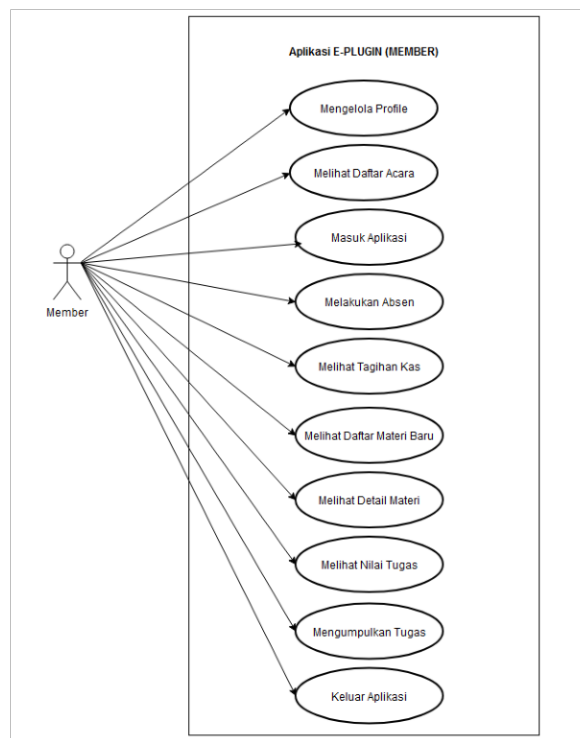 Aplikasi E-PLUGIN (MEMBER)
Mengelola Profile
Melihat Daftar Acara
Masuk Aplikasi
Member
Melakukan Absen
Melihat Tagihan Kas
Melihat Daftar Materi Baru
Melihat Detail Materi
Melihat Nilai Tugas
Mengumpulkan Tugas
Keluar Aplikasi